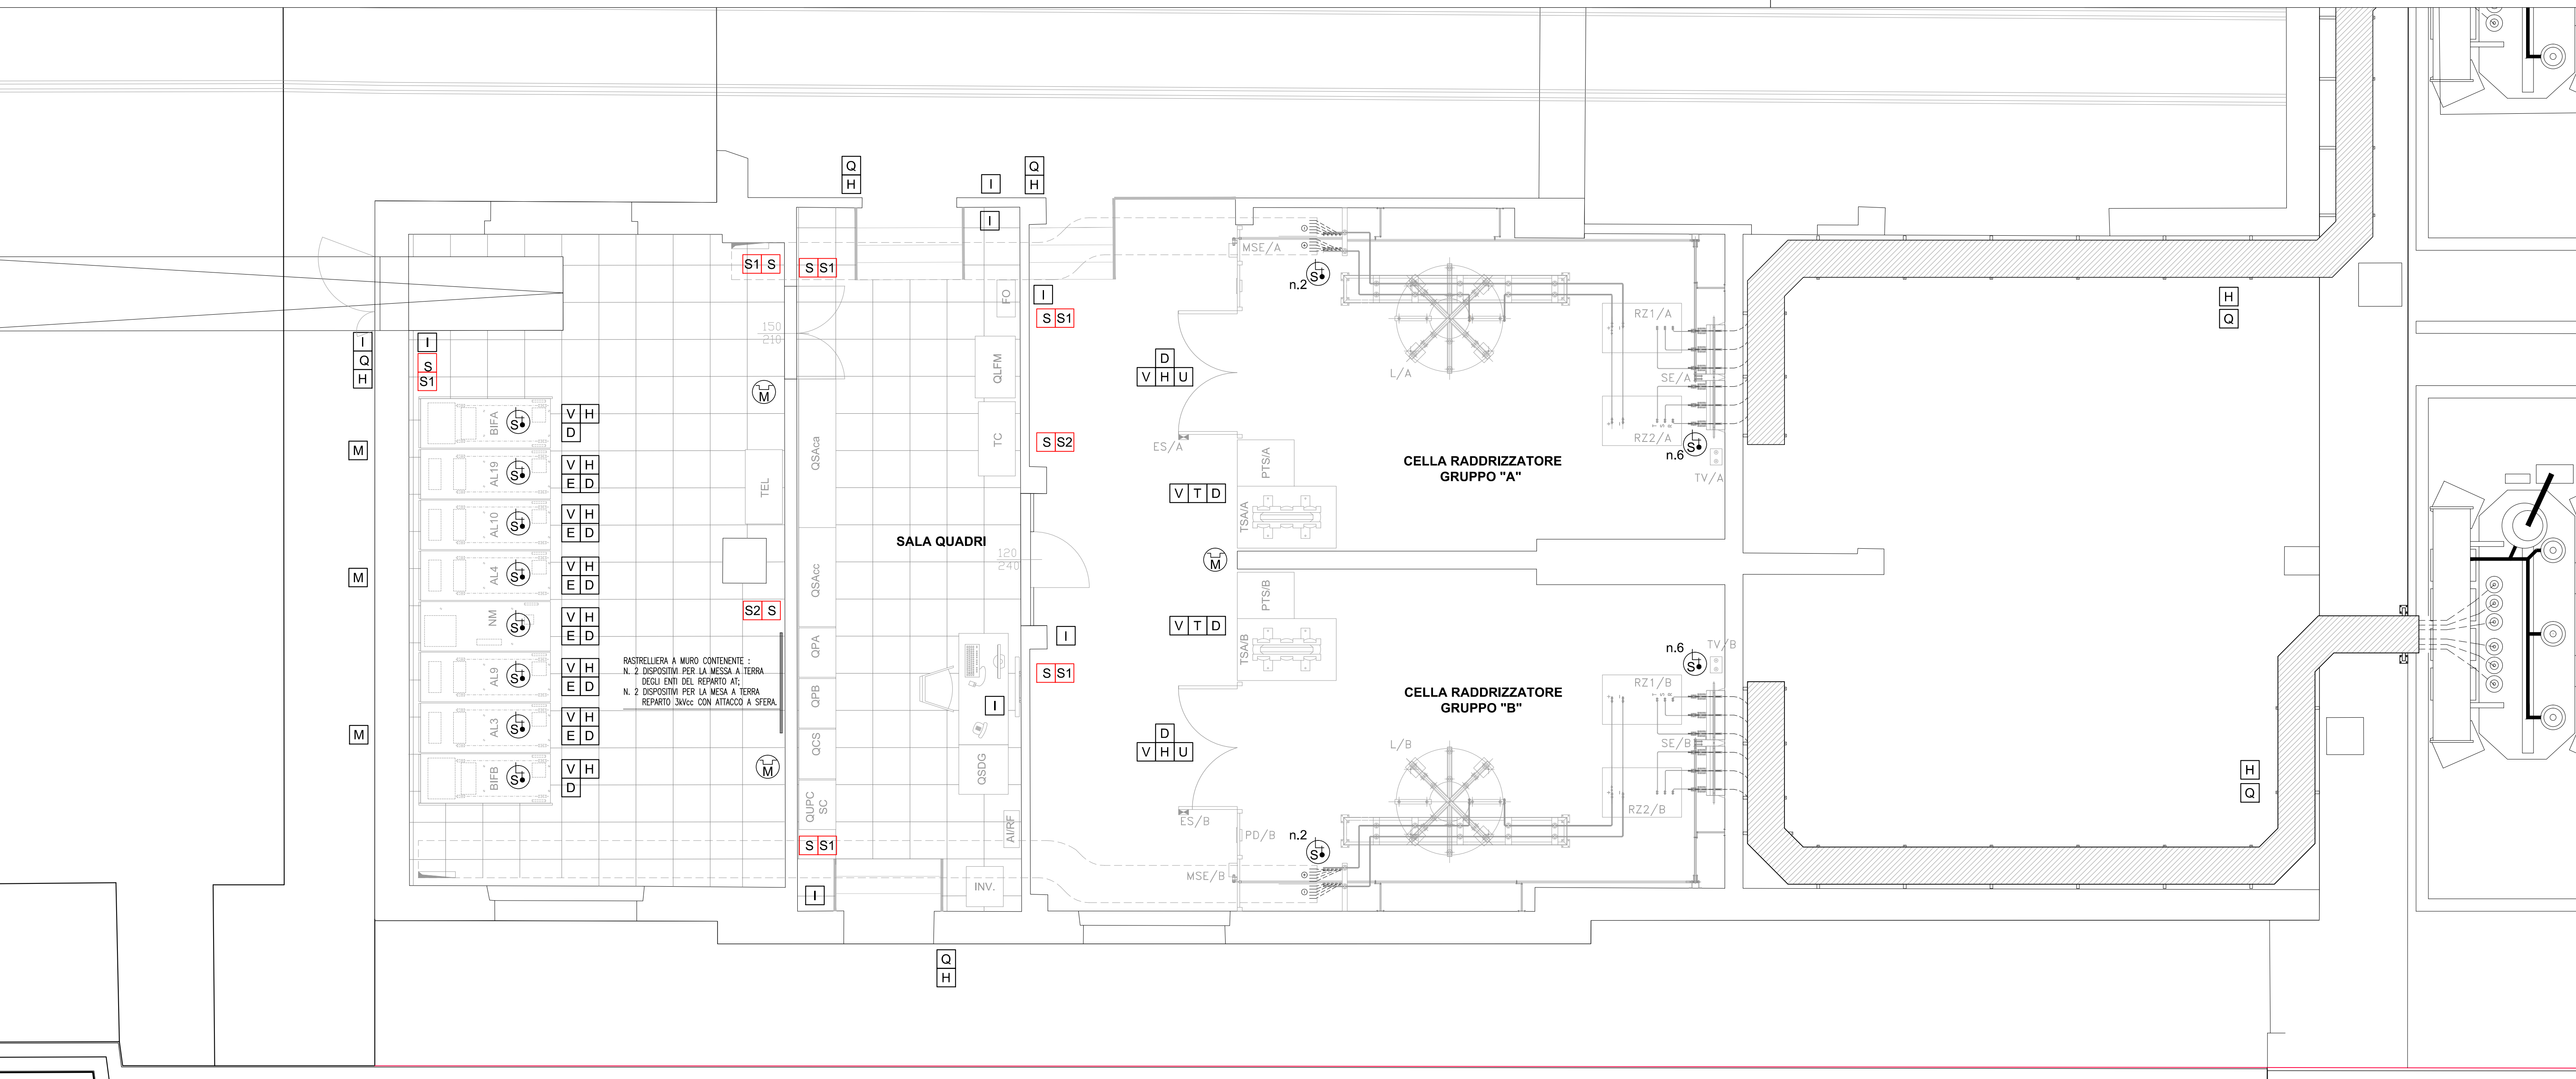 Q
H
I
Q
H
I
MSE/A
n.2
S
S1 S
S S1
FO
I
S S1
150
210
H
Q
I
Q
H
I
S
S1
RZ1/A
L/A
SE/A
D
V H U
QLFM
M
BIFA
S
V H
D
RZ2/A
n.6
S
ES/A
TC
S S2
QSAca
M
AL19
S
V H
E D
CELLA RADDRIZZATORE
GRUPPO "A"
PTS/A
TV/A
TEL
V T D
AL10
S
V H
E D
TSA/A
SALA QUADRI
120
240
M
M
AL4
S
V H
E D
QSAcc
PTS/B
S2 S
NM
S
V H
E D
V T D
I
QPA
TSA/B
n.6
S
TV/B
RASTRELLIERA A MURO CONTENENTE :
N. 2 DISPOSITIVI PER LA MESSA A TERRA
DEGLI ENTI DEL REPARTO AT;
N. 2 DISPOSITIVI PER LA MESA A TERRA
REPARTO 3kVcc CON ATTACCO A SFERA.
AL9
S
V H
E D
S S1
RZ1/B
QPB
I
CELLA RADDRIZZATORE
GRUPPO "B"
M
AL3
S
V H
E D
QCS
D
V H U
L/B
SE/B
QSDG
M
BIFB
S
V H
D
H
Q
QUPC
SC
RZ2/B
ES/B
AI/RF
PD/B
n.2
S
S S1
MSE/B
INV.
I
Q
H